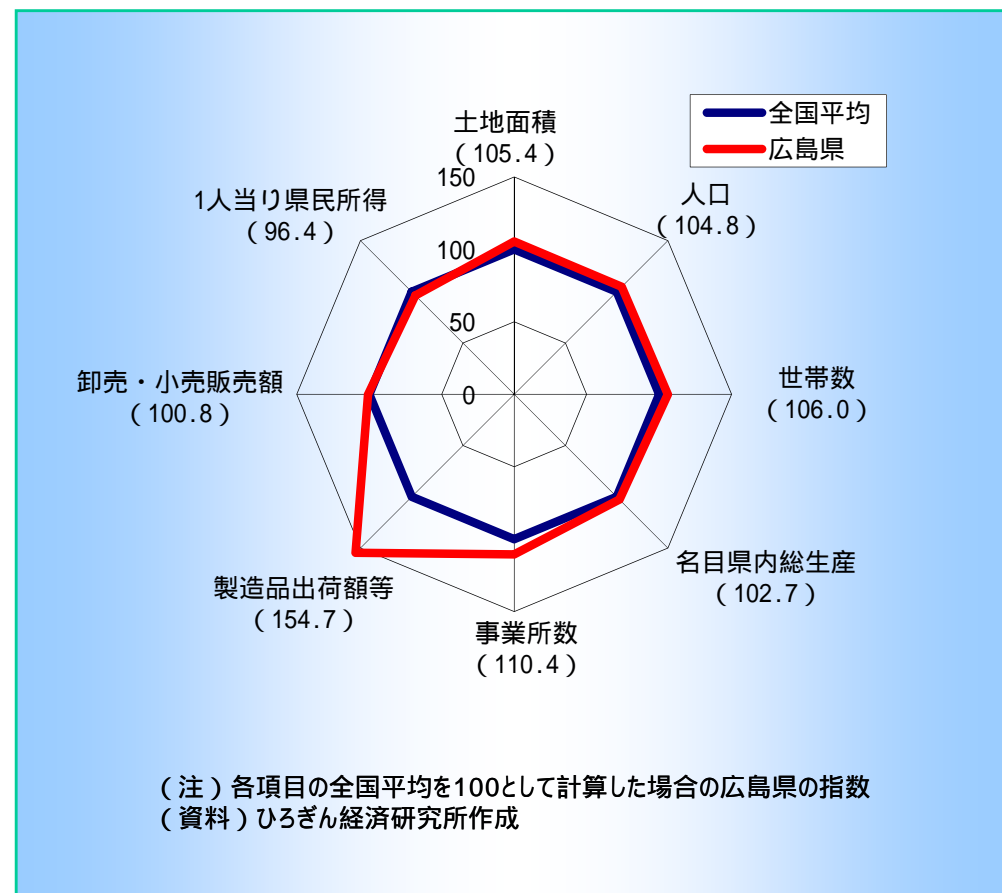 全国平均
広島県
土地面積
(105.4)
人口
(104.8)
世帯数
(106.0)
名目県内総生産
(102.7)
事業所数
(110.4)
製造品出荷額等
(154.7)
卸売・小売販売額
(100.8)
1人当り県民所得
(96.4)
150
100
50
0
(注)各項目の全国平均を100として計算した場合の広島県の指数
(資料)ひろぎん経済研究所作成